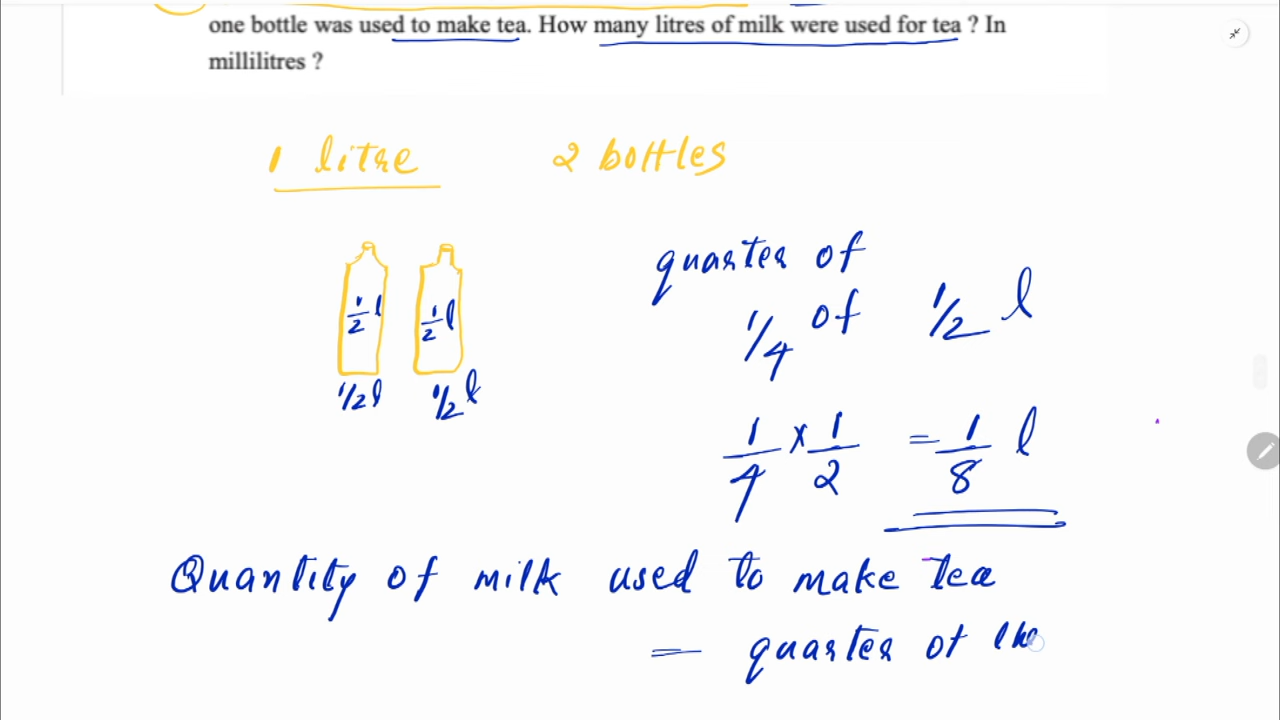 one bottle was used to make tea. How many litres of milk were used for tea ? In
millilitres ?
1 litre 2 bottles
1/2 l 1/2 l
1/2 l 1/2 l
quarter of
1/4 of 1/2 l
1/4 × 1/2 = 1/8 l
Quantity of milk used to make tea
= quarter of the